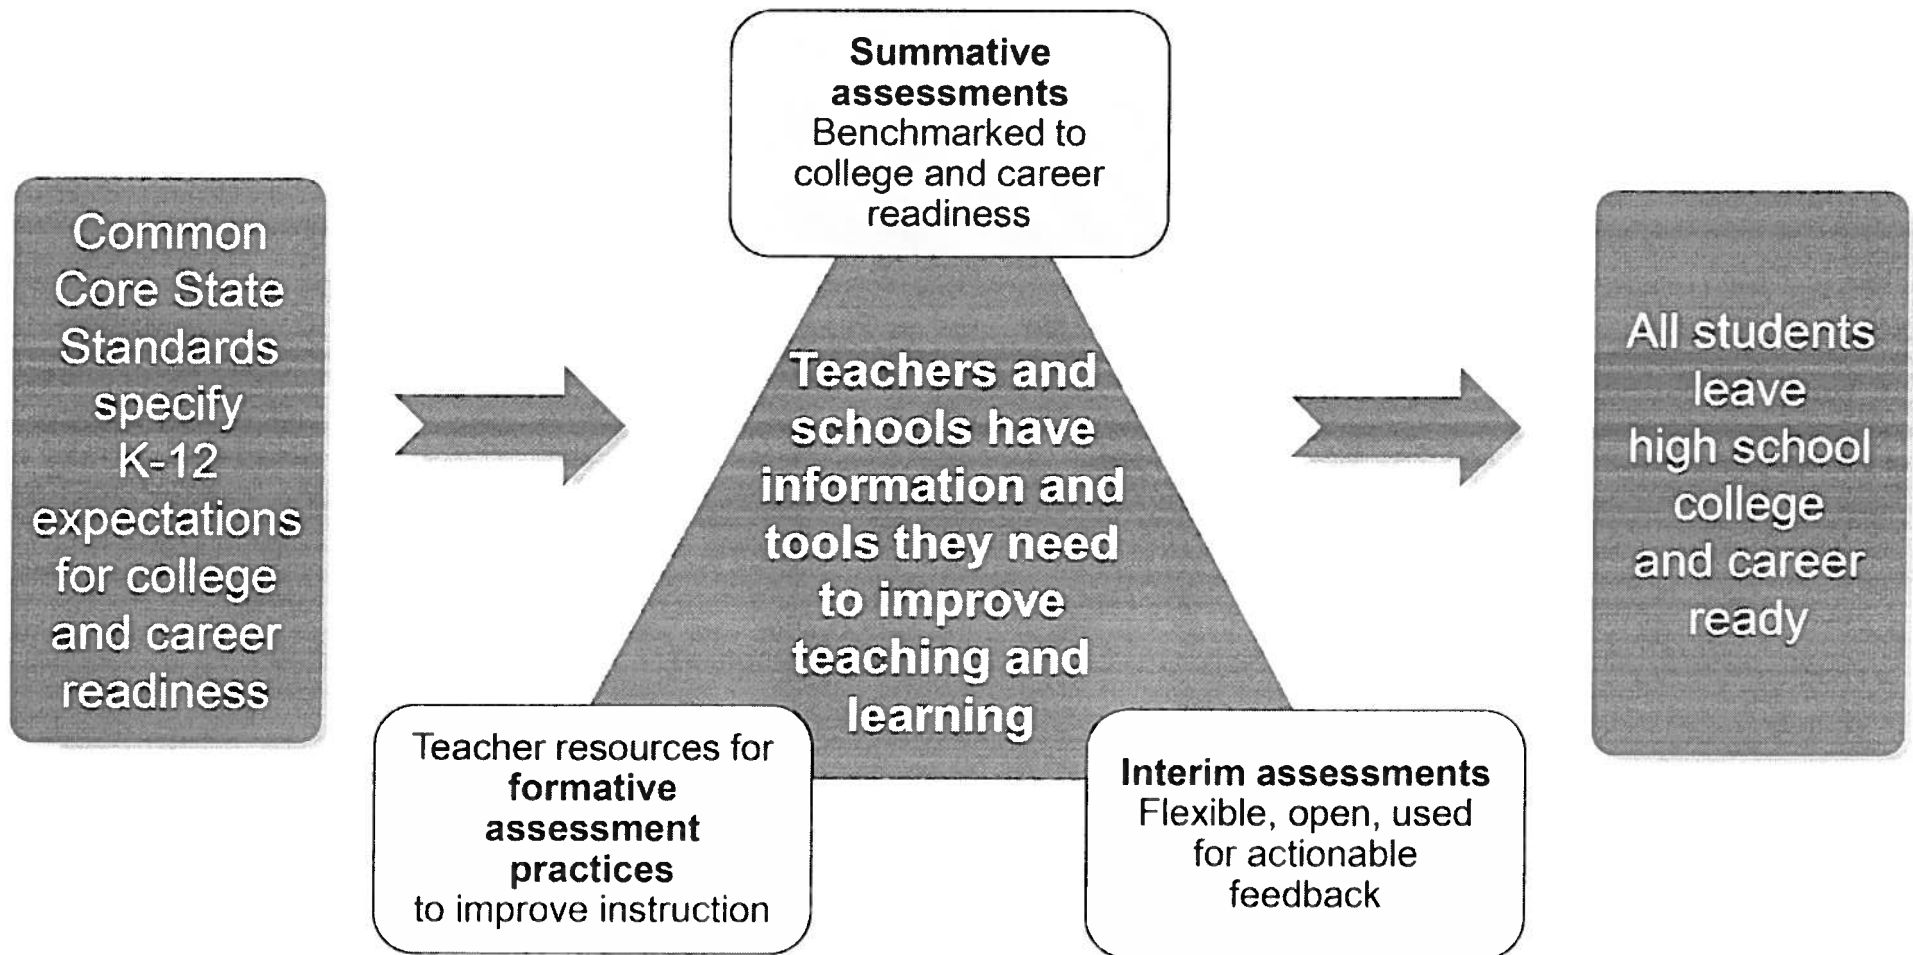 Common
Core State
Standards
specify
K-12
expectations
for college
and career
readiness
Summative
assessments
Benchmarked to
college and career
readiness
Teachers and
schools have
information and
tools they need
to improve
teaching and
learning
Teacher resources for
formative
assessment
practices
to improve instruction
Interim assessments
Flexible, open, used
for actionable
feedback
All students
leave
high school
college
and career
ready